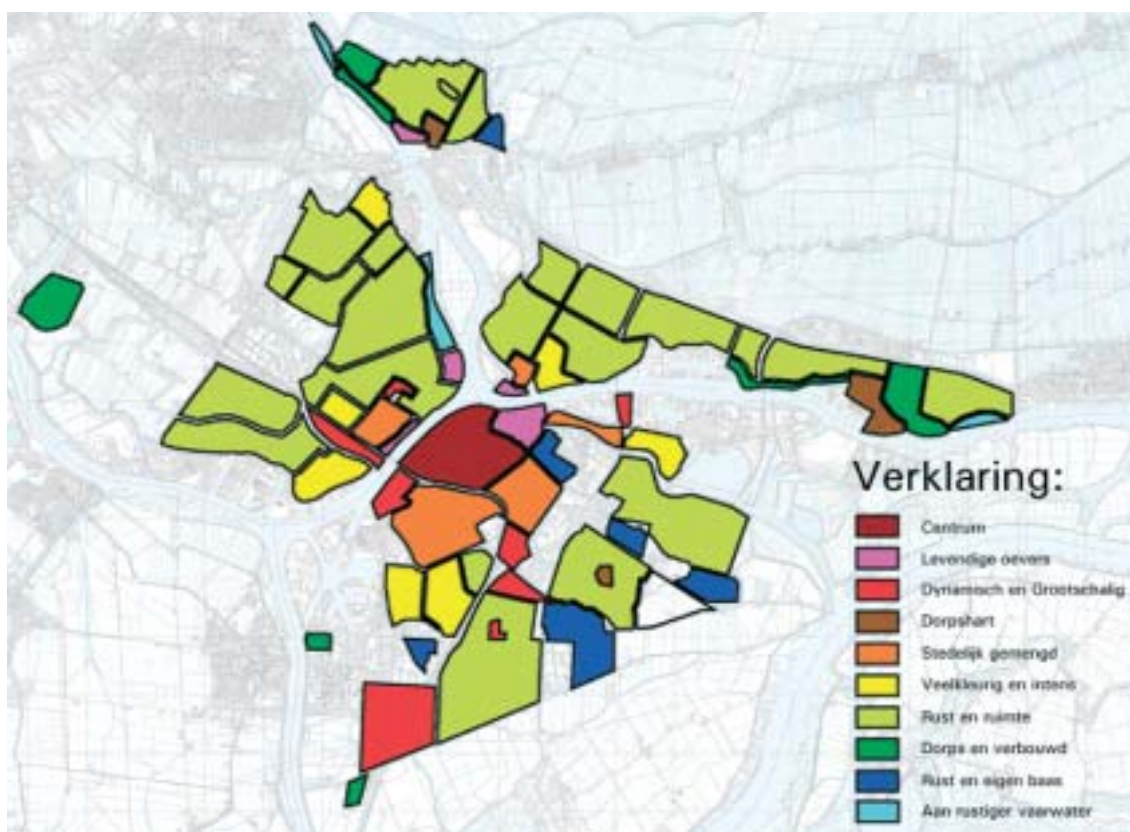 Verklaring:
Centrum
Levendige oevers
Dynamisch en Grootschalig
Dorpshart
Stedelijk gemengd
Veelkleurig en intens
Rust en ruimte
Dorps en verbouwd
Rust en eigen baas
Aan rustiger vaarwater